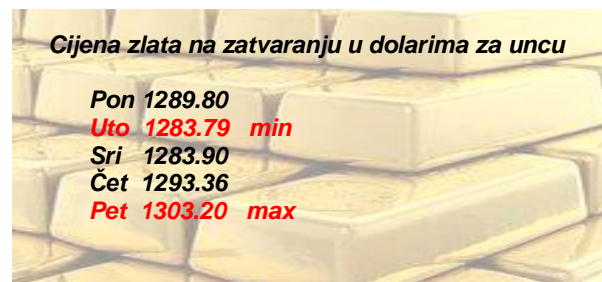 Cijena zlata na zatvaranju u dolarima za uncu
Pon 1289.80
Uto 1283.79 min
Sri 1283.90
Čet 1293.36
Pet 1303.20 max